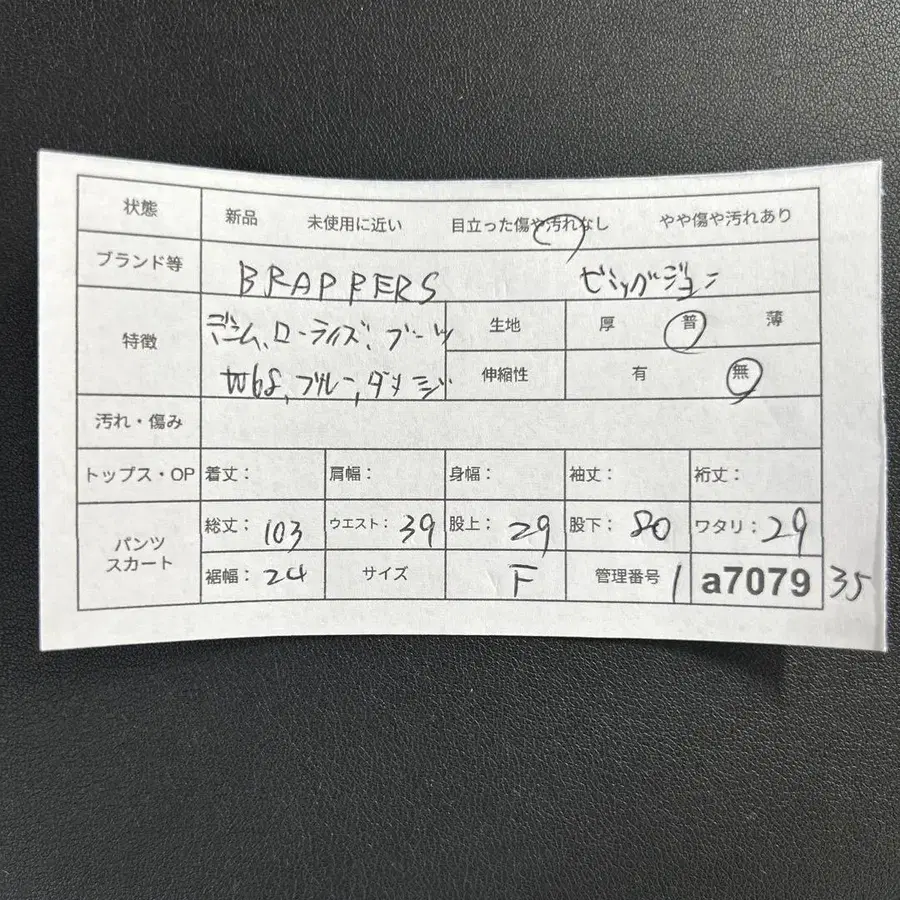 状態 新品 未使用に近い 目立った傷や汚れなし やや傷や汚れあり
ブランド等 BRAPPERS ビッグジョン
特徴 デニム、ローライズ、ブーツ 生地 厚 普 薄
W68、ブルー、ダメージ 伸縮性 有 無
汚れ・傷み
トップス・OP 着丈: 肩幅: 身幅: 袖丈: 裄丈:
パンツ スカート 総丈: 103 ウエスト: 39 股上: 29 股下: 80 ワタリ: 29
裾幅: 24 サイズ F 管理番号 1 a7079 35